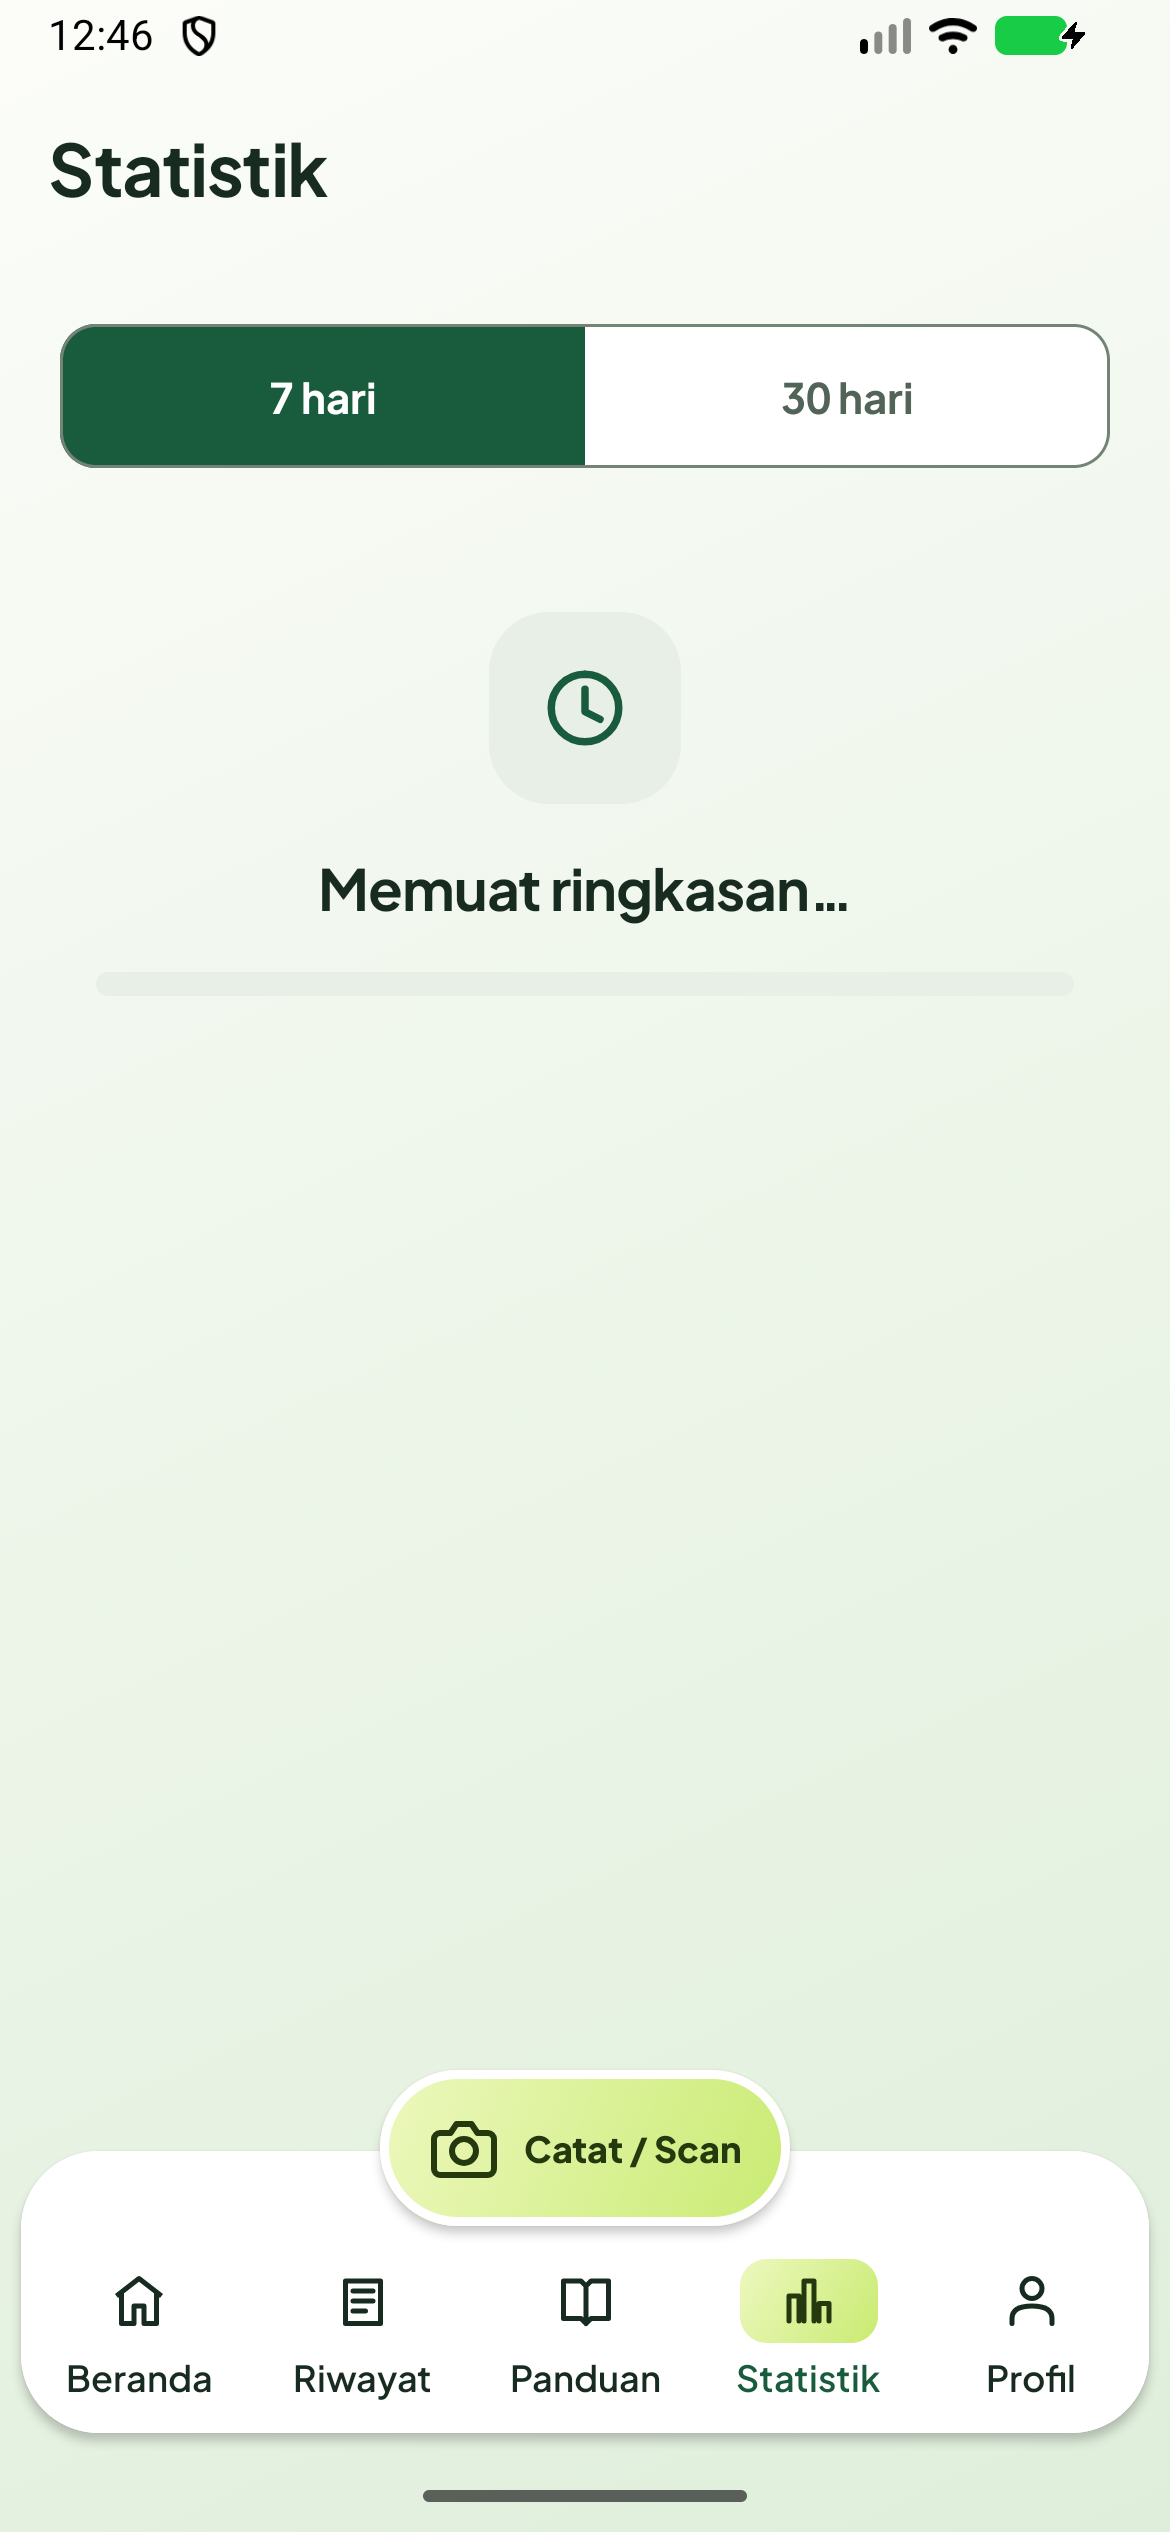 12:46
Statistik
7 hari
30 hari
Memuat ringkasan...
Catat / Scan
Beranda
Riwayat
Panduan
Statistik
Profil